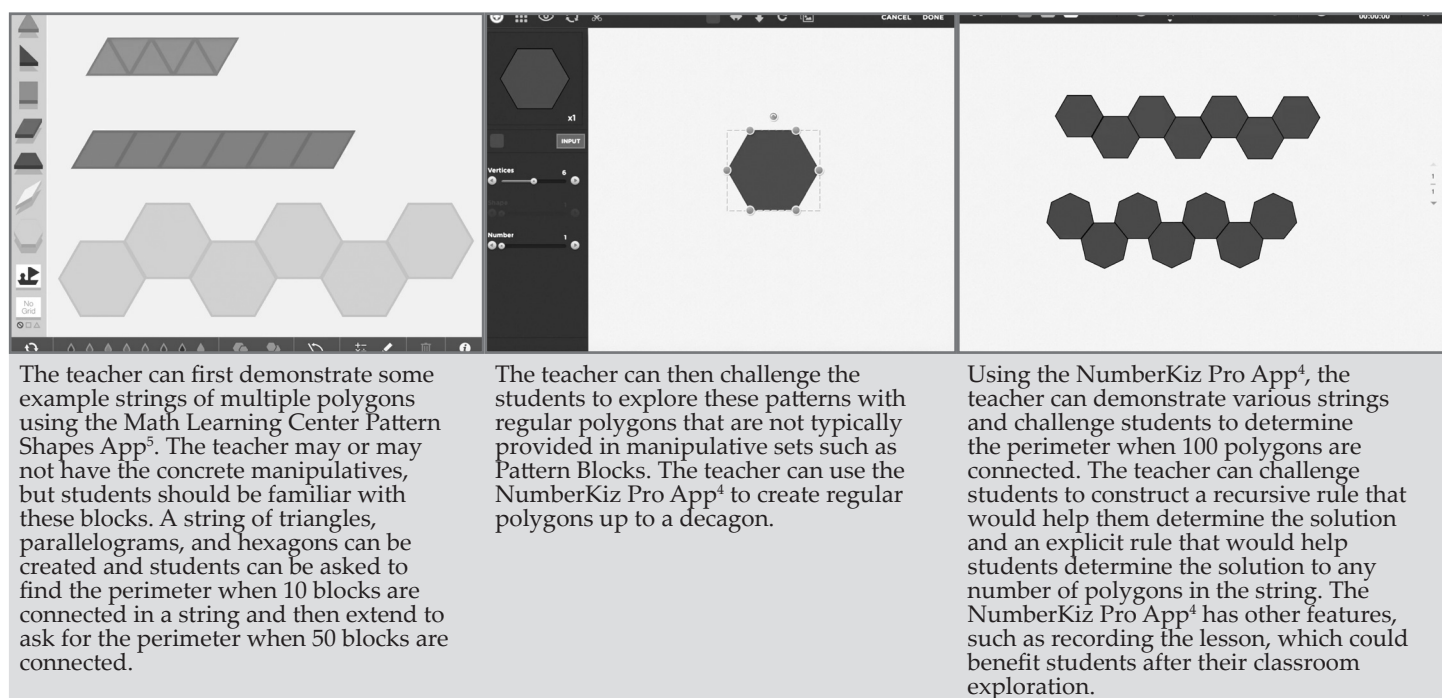 CANCEL DONE
00:00:00
x1
INPUT
Vertices 6
Number 1
1
1
No
Grid
The teacher can first demonstrate some
example strings of multiple polygons
using the Math Learning Center Pattern
Shapes App⁵. The teacher may or may
not have the concrete manipulatives,
but students should be familiar with
these blocks. A string of triangles,
parallelograms, and hexagons can be
created and students can be asked to
find the perimeter when 10 blocks are
connected in a string and then extend to
ask for the perimeter when 50 blocks are
connected.
The teacher can then challenge the
students to explore these patterns with
regular polygons that are not typically
provided in manipulative sets such as
Pattern Blocks. The teacher can use the
NumberKiz Pro App⁴ to create regular
polygons up to a decagon.
Using the NumberKiz Pro App⁴, the
teacher can demonstrate various strings
and challenge students to determine
the perimeter when 100 polygons are
connected. The teacher can challenge
students to construct a recursive rule that
would help them determine the solution
and an explicit rule that would help
students determine the solution to any
number of polygons in the string. The
NumberKiz Pro App⁴ has other features,
such as recording the lesson, which could
benefit students after their classroom
exploration.